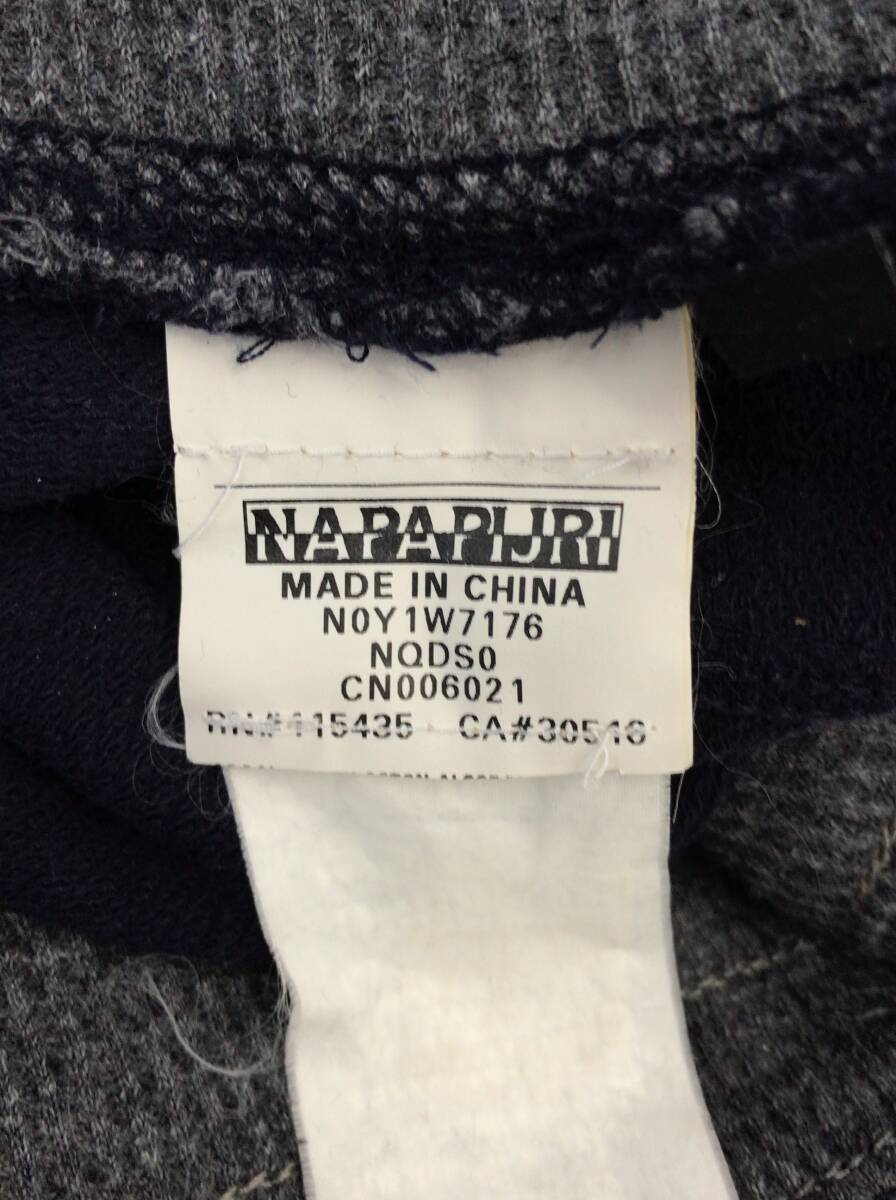 NAPAPIJRI
MADE IN CHINA
N0Y1W7176
NQDS0
CN006021
RN#115435 CA#30516